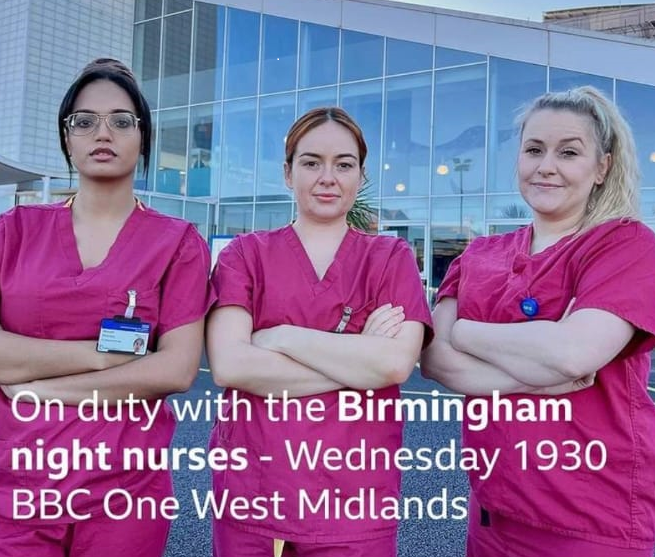 On duty with the Birmingham
night nurses - Wednesday 1930
BBC One West Midlands